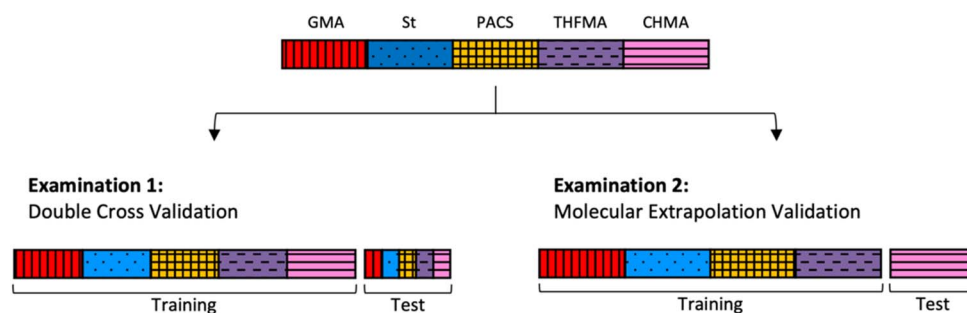 GMA St PACS THFMA CHMA
Examination 1:
Double Cross Validation
Training Test
Examination 2:
Molecular Extrapolation Validation
Training Test